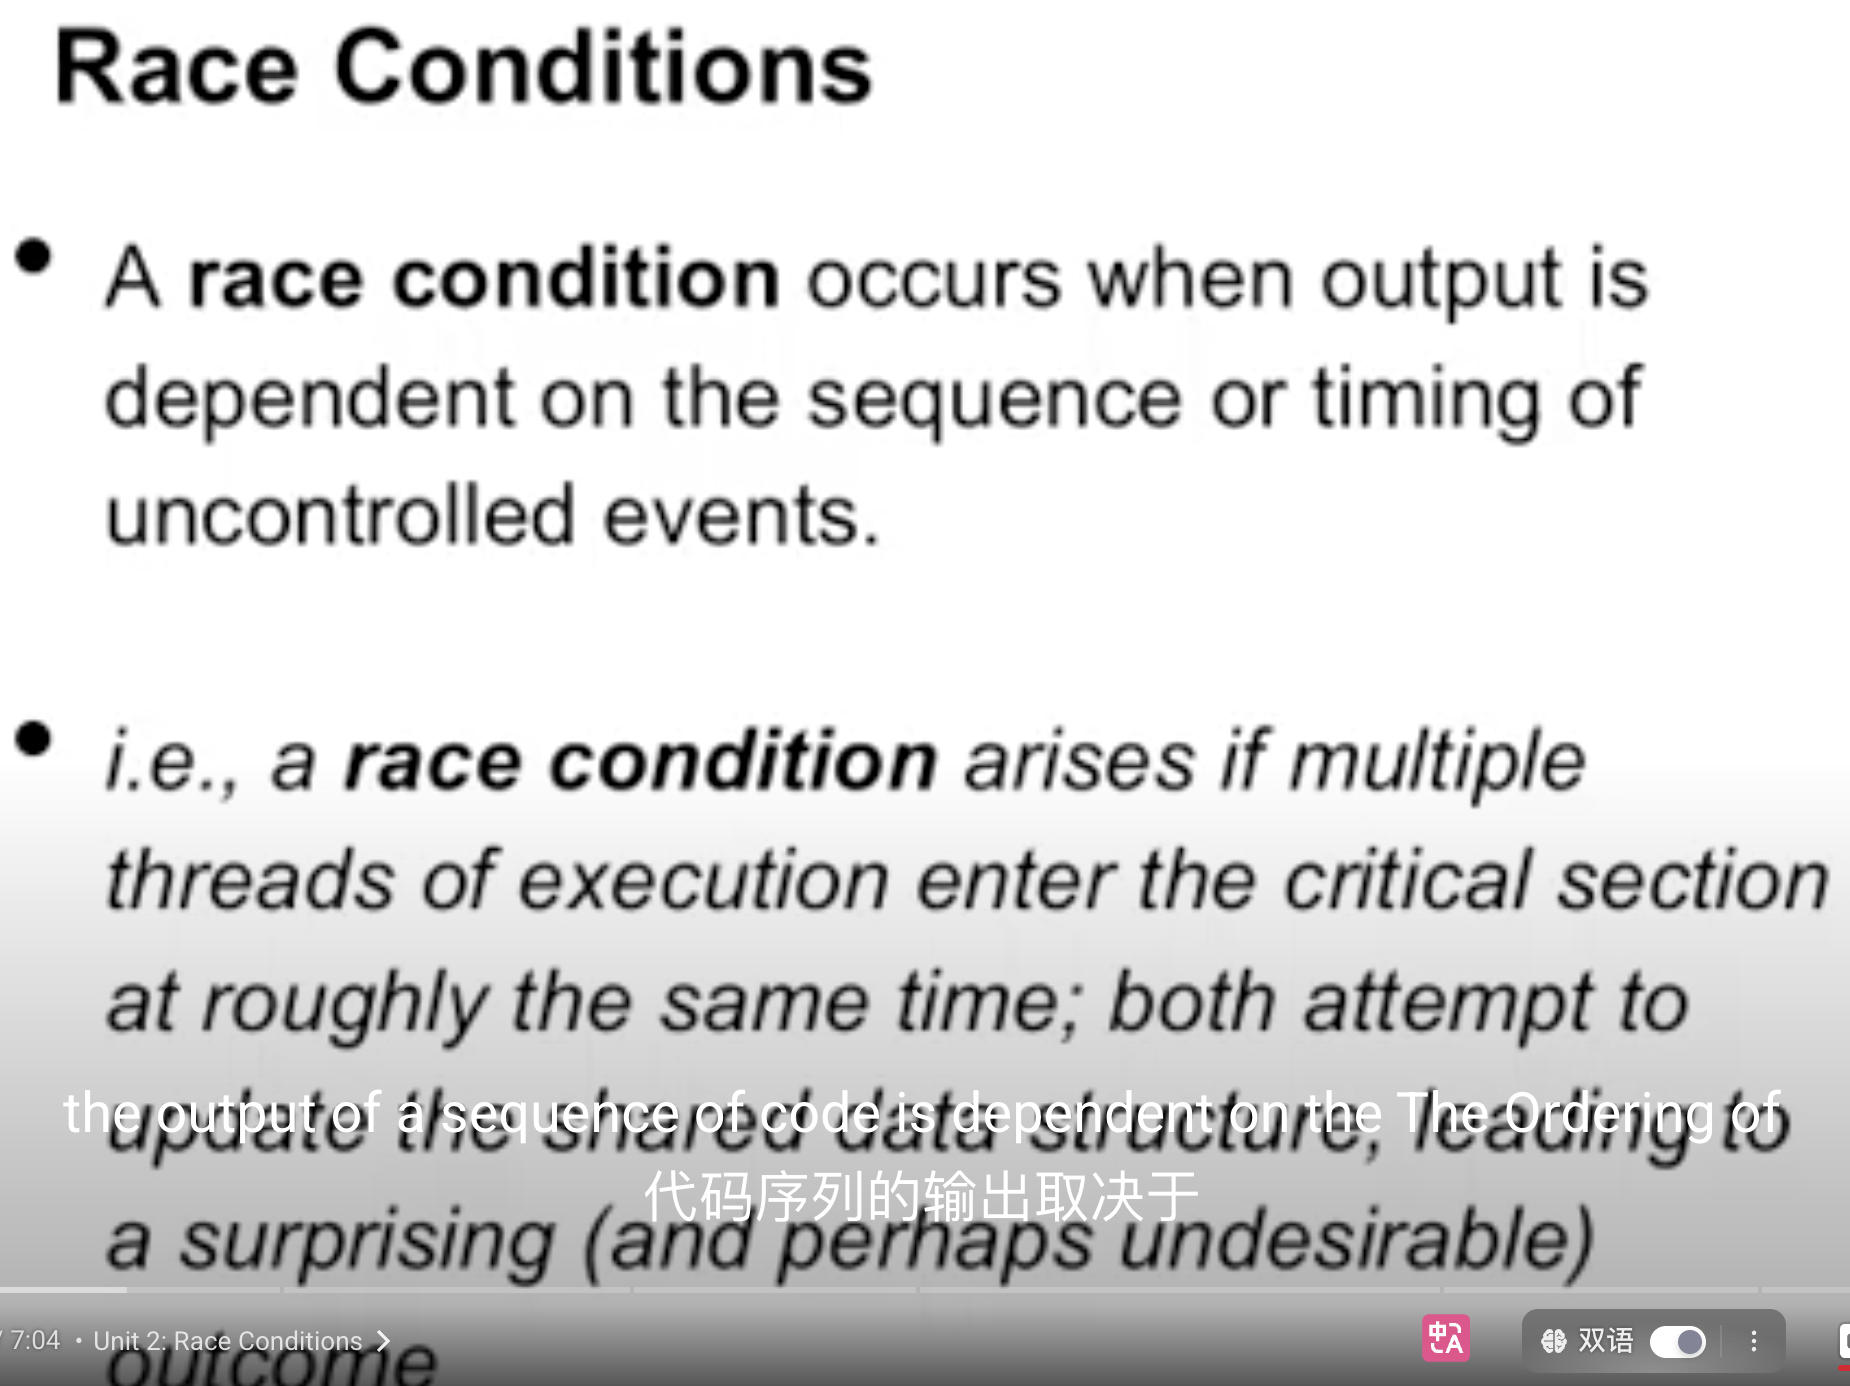 Race Conditions
• A race condition occurs when output is
dependent on the sequence or timing of
uncontrolled events.
• i.e., a race condition arises if multiple
threads of execution enter the critical section
at roughly the same time; both attempt to
update the shared data structure, leading to
the output of a sequence of code is dependent on the The Ordering of
代码序列的输出取决于
a surprising (and perhaps undesirable)
outcome
/ 7:04 • Unit 2: Race Conditions
中A
双语